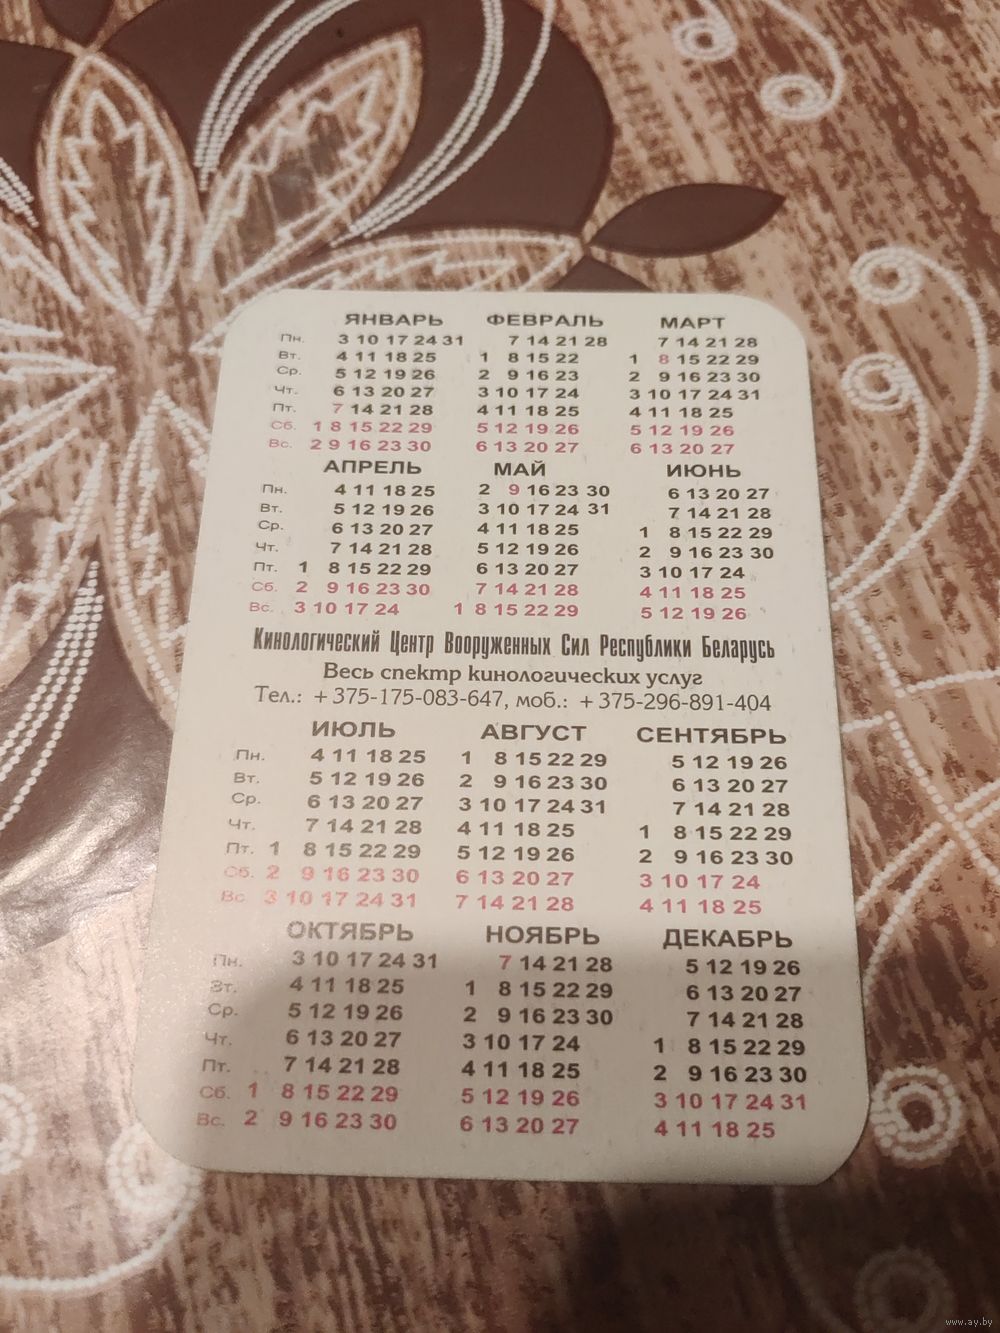 ЯНВАРЬ ФЕВРАЛЬ МАРТ
Пн. 3 10 17 24 31 7 14 21 28 7 14 21 28
Вт. 4 11 18 25 1 8 15 22 1 8 15 22 29
Ср. 5 12 19 26 2 9 16 23 2 9 16 23 30
Чт. 6 13 20 27 3 10 17 24 3 10 17 24 31
Пт. 7 14 21 28 4 11 18 25 4 11 18 25
Сб. 1 8 15 22 29 5 12 19 26 5 12 19 26
Вс. 2 9 16 23 30 6 13 20 27 6 13 20 27
АПРЕЛЬ МАЙ ИЮНЬ
Пн. 4 11 18 25 2 9 16 23 30 6 13 20 27
Вт. 5 12 19 26 3 10 17 24 31 7 14 21 28
Ср. 6 13 20 27 4 11 18 25 1 8 15 22 29
Чт. 7 14 21 28 5 12 19 26 2 9 16 23 30
Пт. 1 8 15 22 29 6 13 20 27 3 10 17 24
Сб. 2 9 16 23 30 7 14 21 28 4 11 18 25
Вс. 3 10 17 24 1 8 15 22 29 5 12 19 26
Кинологический Центр Вооруженных Сил Республики Беларусь
Весь спектр кинологических услуг
Тел.: +375-175-083-647, моб.: +375-296-891-404
ИЮЛЬ АВГУСТ СЕНТЯБРЬ
Пн. 4 11 18 25 1 8 15 22 29 5 12 19 26
Вт. 5 12 19 26 2 9 16 23 30 6 13 20 27
Ср. 6 13 20 27 3 10 17 24 31 7 14 21 28
Чт. 7 14 21 28 4 11 18 25 1 8 15 22 29
Пт. 1 8 15 22 29 5 12 19 26 2 9 16 23 30
Сб. 2 9 16 23 30 6 13 20 27 3 10 17 24
Вс. 3 10 17 24 31 7 14 21 28 4 11 18 25
ОКТЯБРЬ НОЯБРЬ ДЕКАБРЬ
Пн. 3 10 17 24 31 7 14 21 28 5 12 19 26
Вт. 4 11 18 25 1 8 15 22 29 6 13 20 27
Ср. 5 12 19 26 2 9 16 23 30 7 14 21 28
Чт. 6 13 20 27 3 10 17 24 1 8 15 22 29
Пт. 7 14 21 28 4 11 18 25 2 9 16 23 30
Сб. 1 8 15 22 29 5 12 19 26 3 10 17 24 31
Вс. 2 9 16 23 30 6 13 20 27 4 11 18 25
www.ay.by